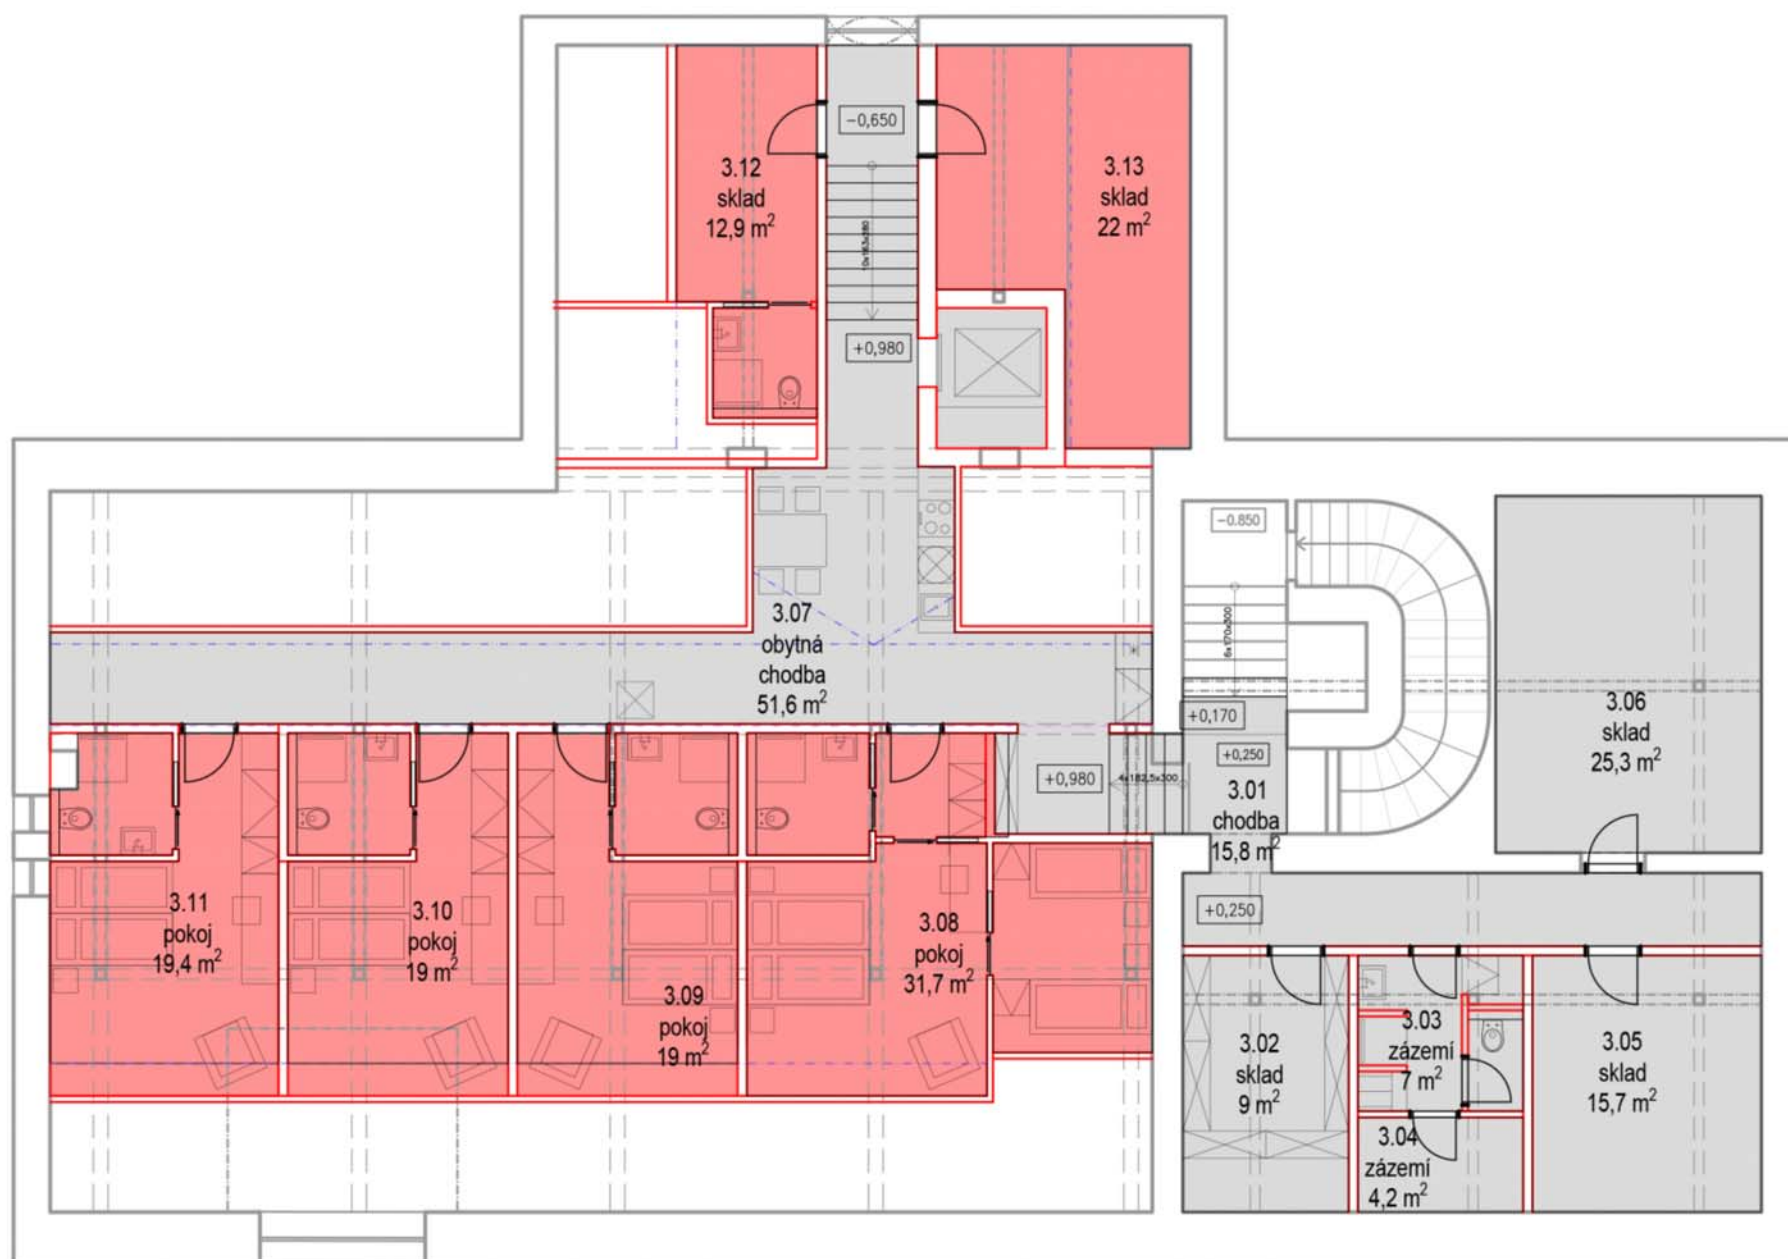 -0,650
3.12
sklad
12,9 m²
3.13
sklad
22 m²
10x163x280
+0,980
-0.850
6x170x300
3.07
obytná
chodba
51,6 m²
3.06
sklad
25,3 m²
+0,170
+0,250
+0,980
4x182,5x300
3.01
chodba
15,8 m²
+0,250
3.11
pokoj
19,4 m²
3.10
pokoj
19 m²
3.09
pokoj
19 m²
3.08
pokoj
31,7 m²
3.02
sklad
9 m²
3.03
zázemí
7 m²
3.04
zázemí
4,2 m²
3.05
sklad
15,7 m²